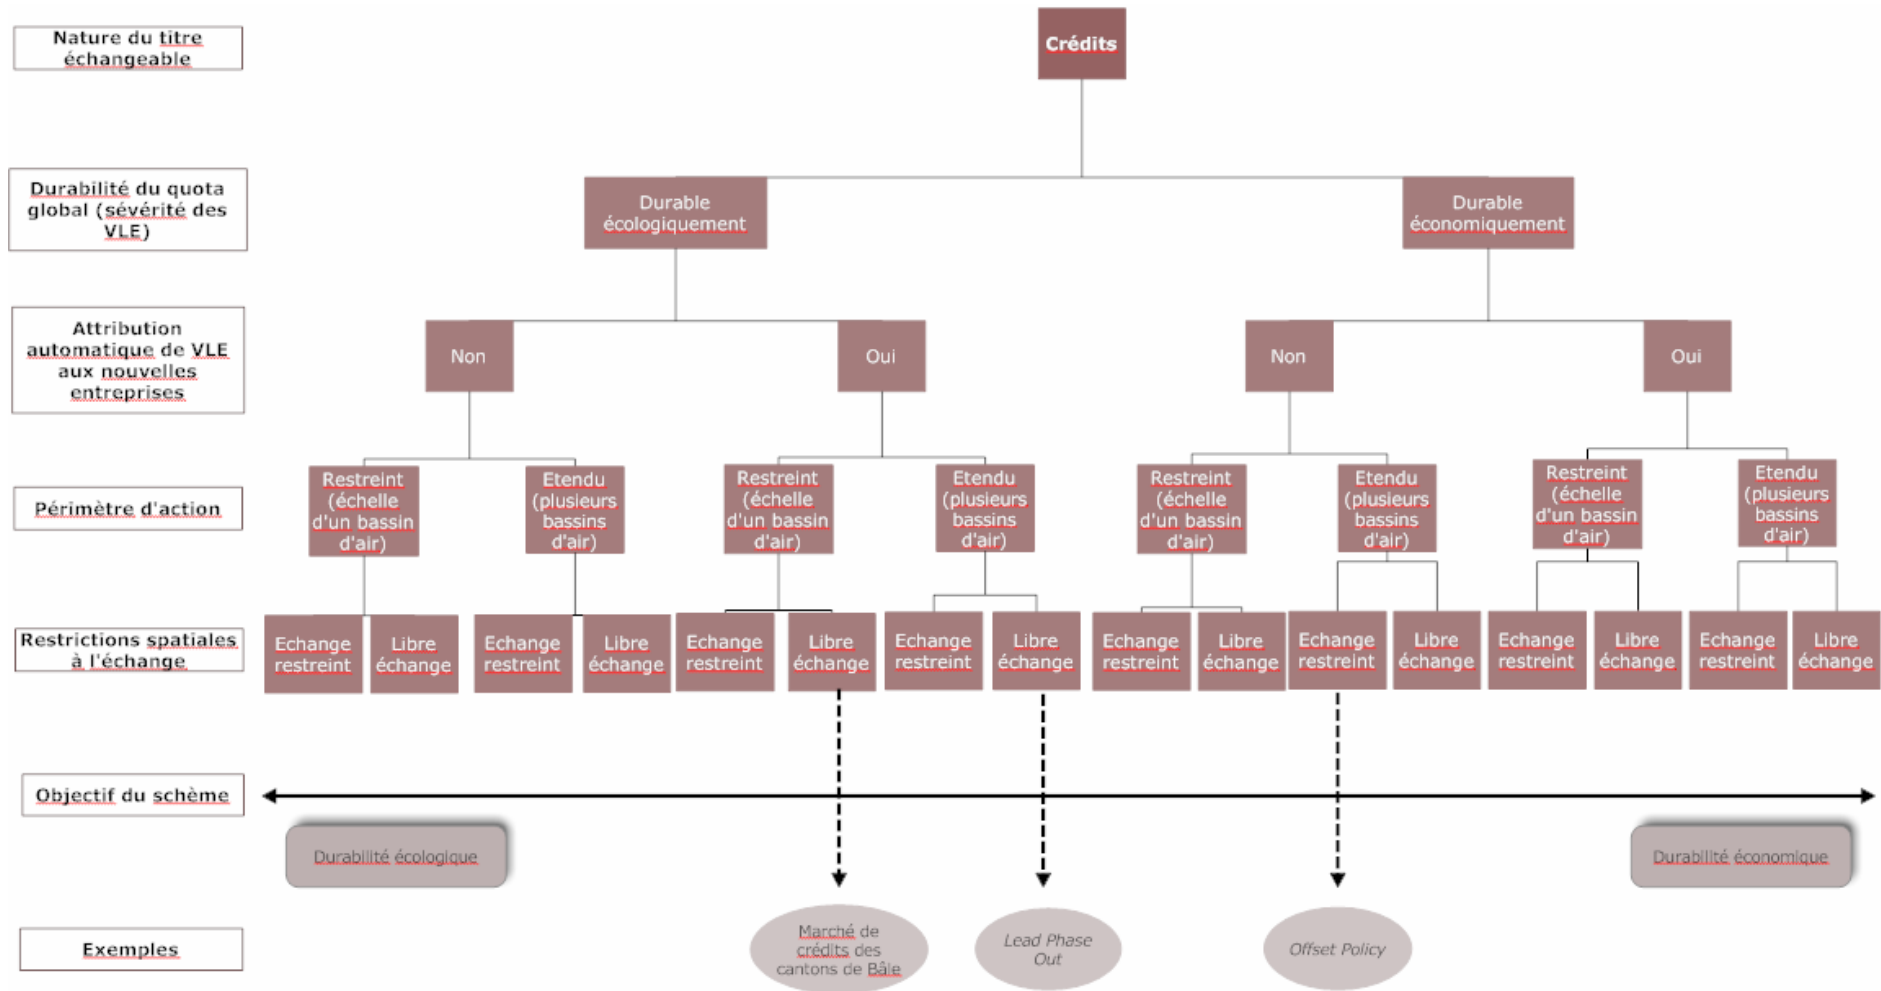 Nature du titre
échangeable
Crédits
Durabilité du quota
global (sévérité des
VLE)
Durable
écologiquement
Durable
économiquement
Attribution
automatique de VLE
aux nouvelles
entreprises
Non
Oui
Non
Oui
Périmètre d'action
Restreint
(échelle
d'un bassin
d'air)
Etendu
(plusieurs
bassins
d'air)
Restreint
(échelle
d'un bassin
d'air)
Etendu
(plusieurs
bassins
d'air)
Restreint
(échelle
d'un bassin
d'air)
Etendu
(plusieurs
bassins
d'air)
Restreint
(échelle
d'un bassin
d'air)
Etendu
(plusieurs
bassins
d'air)
Restrictions spatiales
à l'échange
Echange
restreint
Libre
échange
Echange
restreint
Libre
échange
Echange
restreint
Libre
échange
Echange
restreint
Libre
échange
Echange
restreint
Libre
échange
Echange
restreint
Libre
échange
Echange
restreint
Libre
échange
Echange
restreint
Libre
échange
Objectif du schème
Durabilité écologique
Durabilité économique
Exemples
Marché de
crédits des
cantons de Bâle
Lead Phase
Out
Offset Policy